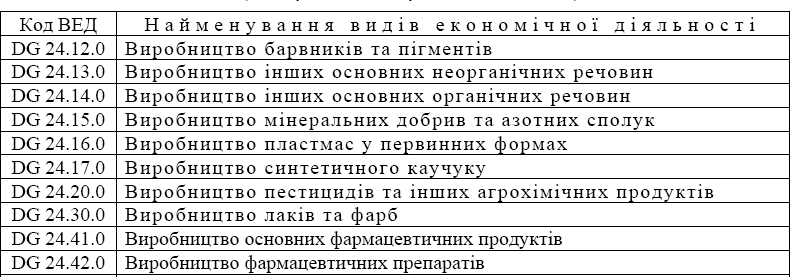 Код ВЕД Найменування видів економічної діяльності
DG 24.12.0 Виробництво барвників та пігментів
DG 24.13.0 Виробництво інших основних неорганічних речовин
DG 24.14.0 Виробництво інших основних органічних речовин
DG 24.15.0 Виробництво мінеральних добрив та азотних сполук
DG 24.16.0 Виробництво пластмас у первинних формах
DG 24.17.0 Виробництво синтетичного каучуку
DG 24.20.0 Виробництво пестицидів та інших агрохімічних продуктів
DG 24.30.0 Виробництво лаків та фарб
DG 24.41.0 Виробництво основних фармацевтичних продуктів
DG 24.42.0 Виробництво фармацевтичних препаратів